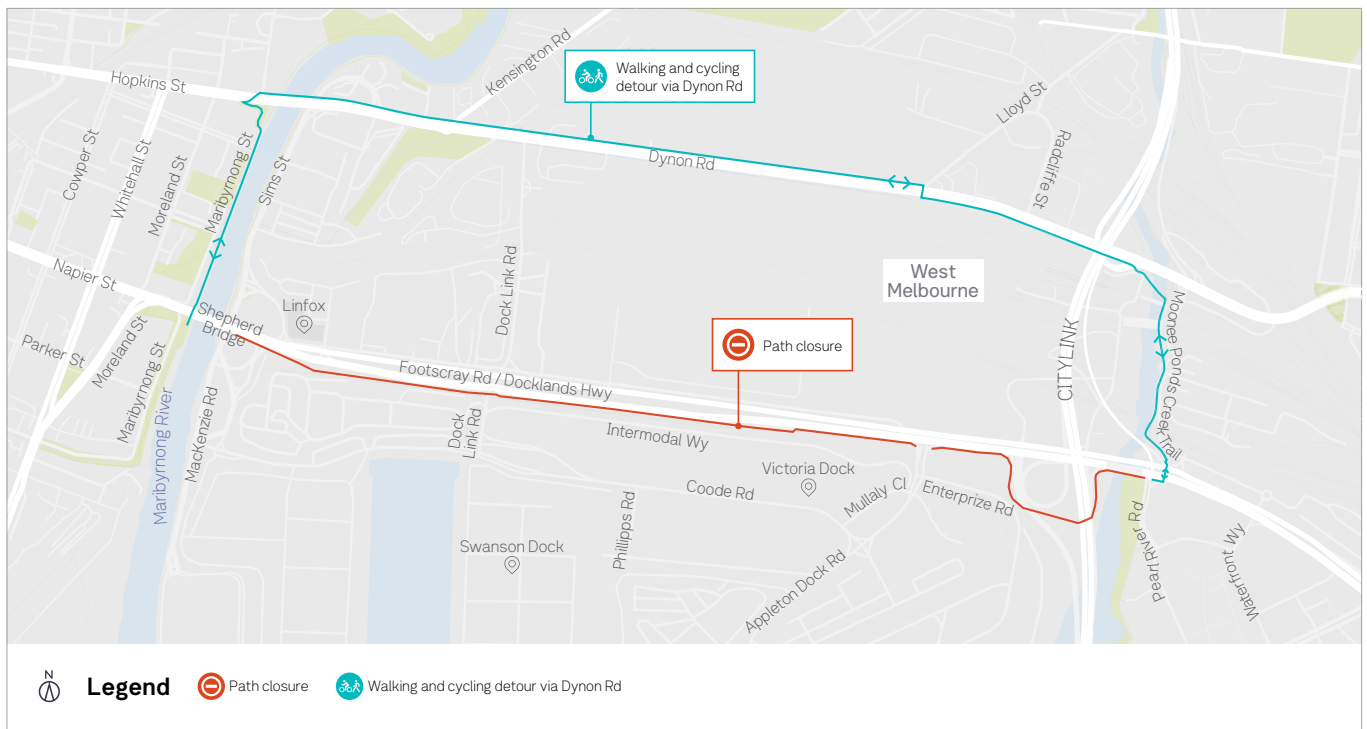 Hopkins St
Kensington Rd
Walking and cycling
detour via Dynon Rd
Lloyd St
Radcliffe St
Dynon Rd
Cowper St
Whitehall St
Moreland St
Maribyrnong St
Sims St
Napier St
West
Melbourne
Dock Link Rd
Linfox
Shepherd
Bridge
Moonee Ponds Creek Trail
CITYLINK
Path closure
Parker St
Moreland St
Maribyrnong St
Maribyrnong River
Mackenzie Rd
Footscray Rd / Docklands Hwy
Dock
Link Rd
Intermodal Wy
Victoria Dock
Coode Rd
Mullaly Cl
Enterprize Rd
Phillipps Rd
Swanson Dock
Appleton Dock Rd
Pearl River Rd
Waterfront Wy
N
Legend
Path closure
Walking and cycling detour via Dynon Rd